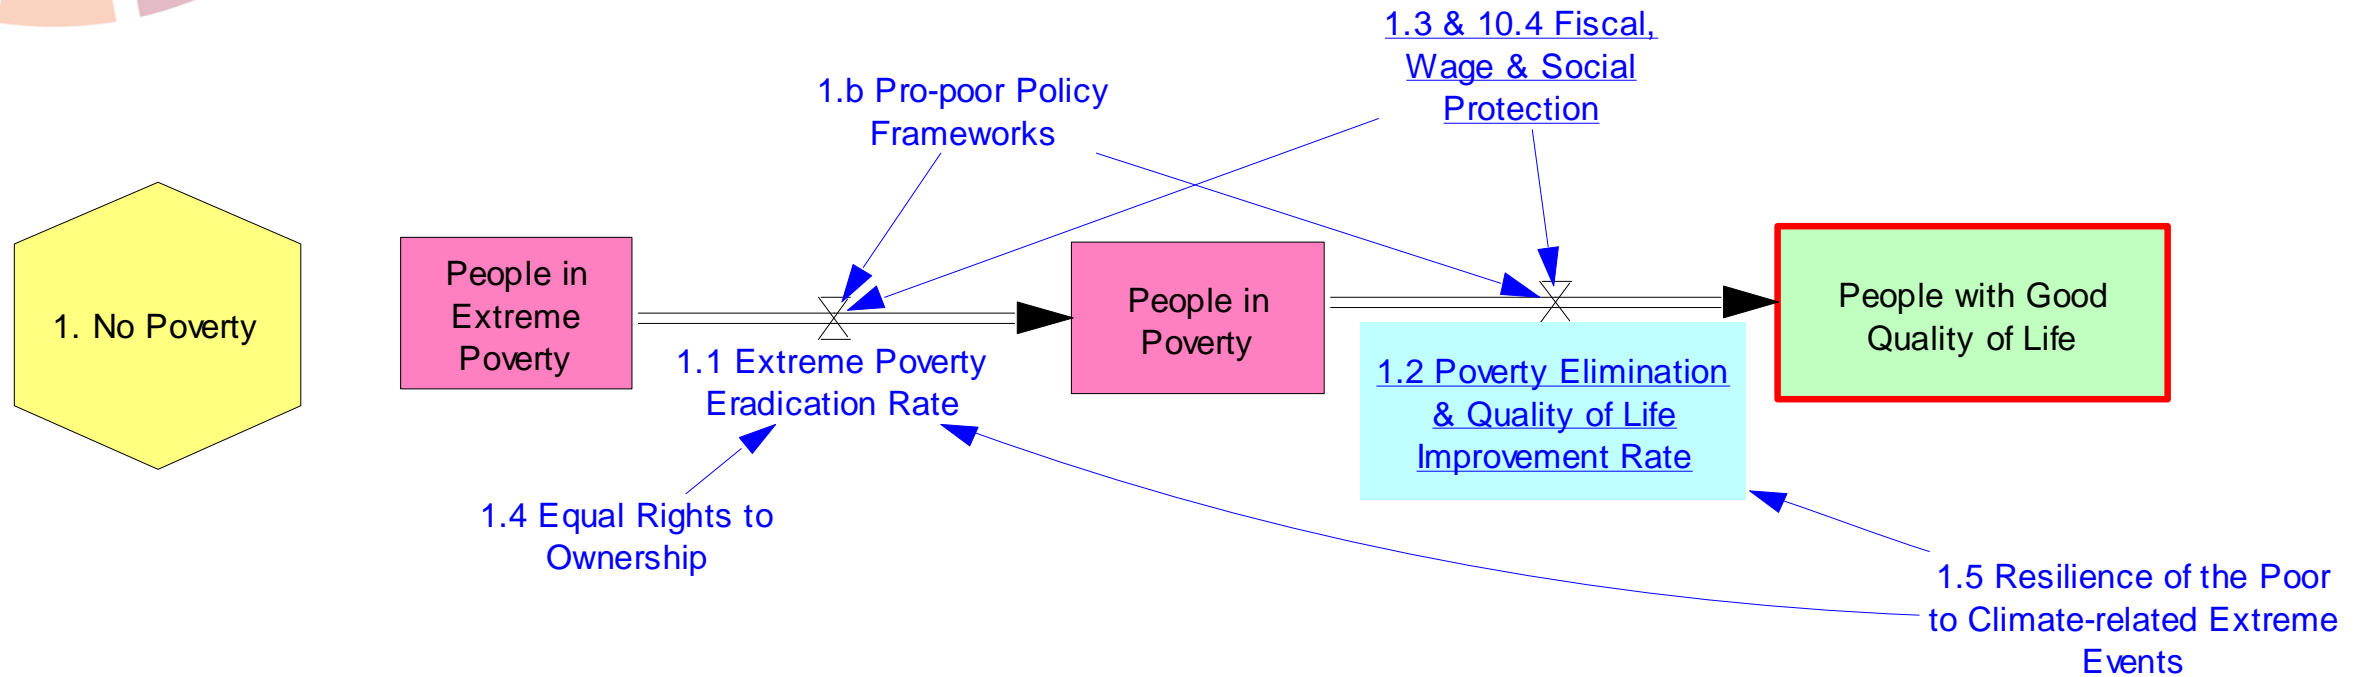 1.3 & 10.4 Fiscal,
Wage & Social
Protection
1.b Pro-poor Policy
Frameworks
1. No Poverty
People in
Extreme
Poverty
People in
Poverty
People with Good
Quality of Life
1.1 Extreme Poverty
Eradication Rate
1.2 Poverty Elimination
& Quality of Life
Improvement Rate
1.4 Equal Rights to
Ownership
1.5 Resilience of the Poor
to Climate-related Extreme
Events